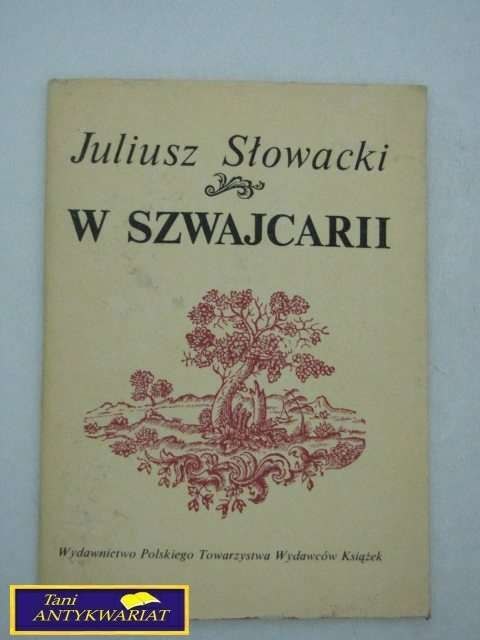 Juliusz Słowacki
W SZWAJCARII
Wydawnictwo Polskiego Towarzystwa Wydawców Książek
Tani
ANTYKWARIAT